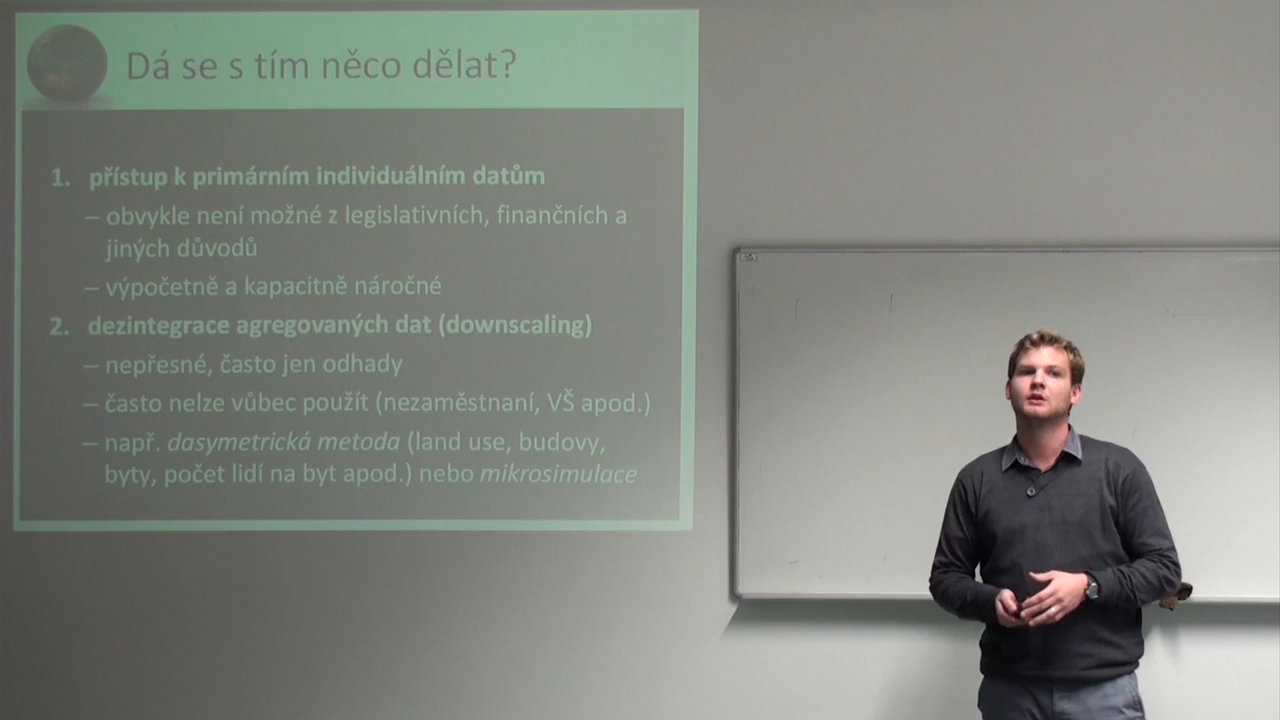 Dá se s tím něco dělat?
1. přístup k primárním individuálním datům
– obvykle není možné z legislativních, finančních a
jiných důvodů
– výpočetně a kapacitně náročné
2. dezintegrace agregovaných dat (downscaling)
– nepřesné, často jen odhady
– často nelze vůbec použít (nezaměstnaní, VŠ apod.)
– např. dasymetrická metoda (land use, budovy,
byty, počet lidí na byt apod.) nebo mikrosimulace